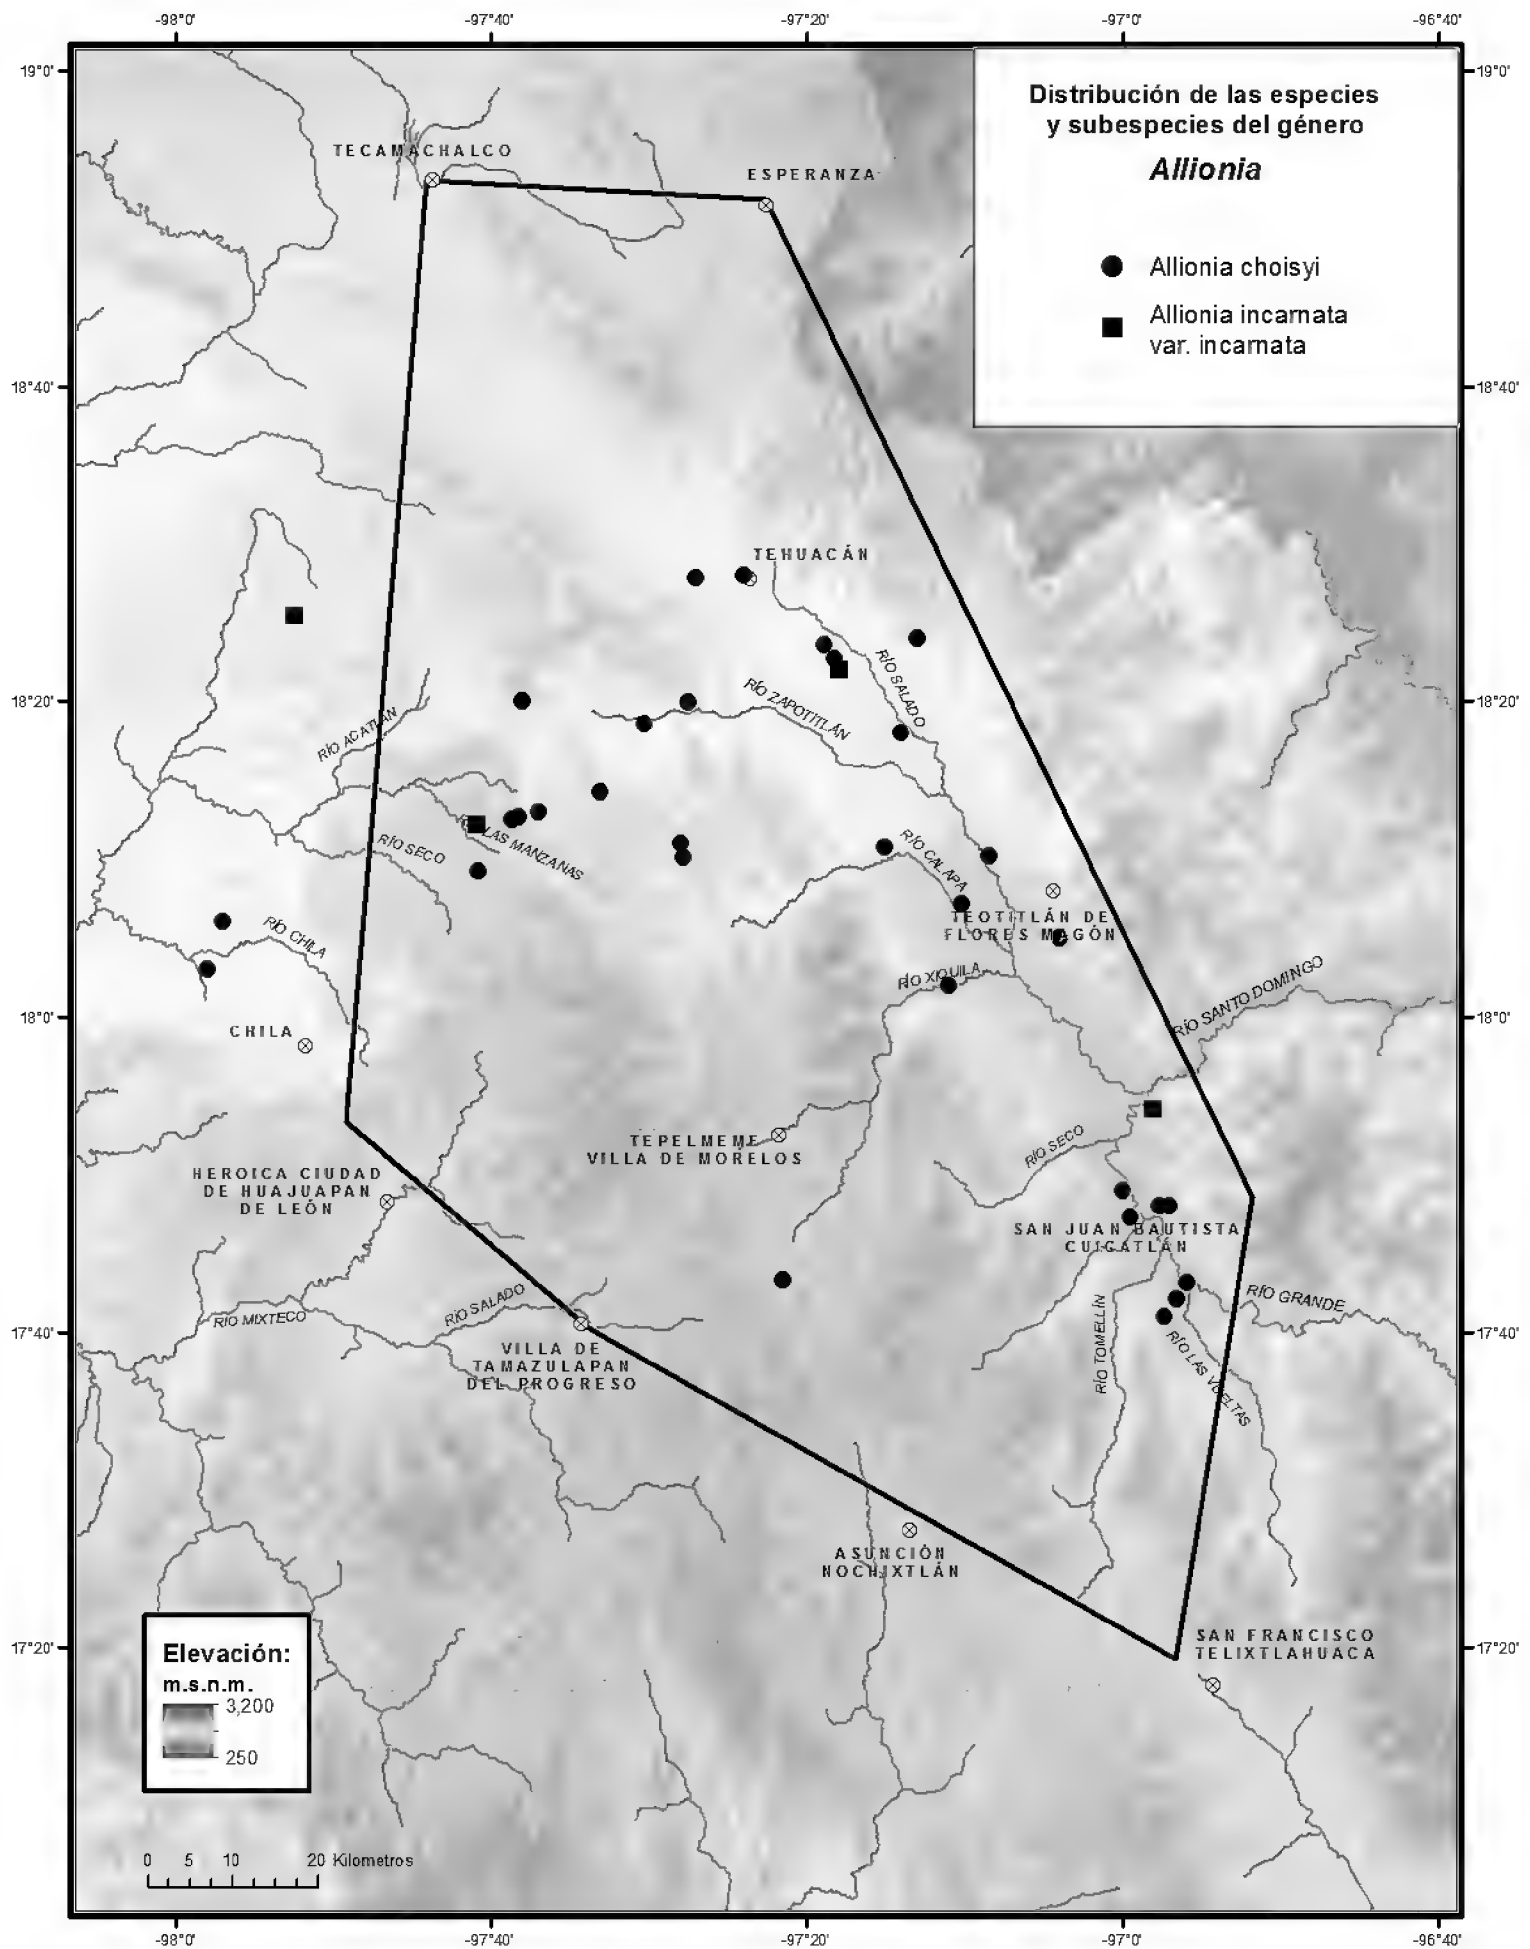 -98°0'
-97°40'
-97°20'
-97°0'
-96°40'
19°0'
19°0'
Distribución de las especies
y subespecies del género
Allionia
Allionia choisyi
Allionia incarnata
var. incarnata
TECAMACHALCO
ESPERANZA
18°40'
18°40'
TEHUACÁN
RÍO SALADO
18°20'
18°20'
RÍO ZAPOTITLÁN
RÍO ACATLÁN
RÍO LAS MANZANAS
RÍO SECO
RÍO CALAPA
TEOTITLÁN DE
FLORES MAGÓN
RÍO CHILA
RÍO XIQUILA
RÍO SANTO DOMINGO
18°0'
18°0'
CHILA
TEPELMEME
VILLA DE MORELOS
RÍO SECO
HEROICA CIUDAD
DE HUAJUAPAN
DE LEÓN
SAN JUAN BAUTISTA
CUICATLÁN
RÍO SALADO
RÍO MIXTECO
RÍO GRANDE
17°40'
17°40'
RÍO TOMELLÍN
RÍO LAS VUELTAS
VILLA DE
TAMAZULAPAN
DEL PROGRESO
ASUNCIÓN
NOCHIXTLÁN
SAN FRANCISCO
TELIXTLAHUACA
17°20'
17°20'
Elevación:
m.s.n.m.
3,200
250
0 5 10 20 Kilometros
-98°0'
-97°40'
-97°20'
-97°0'
-96°40'